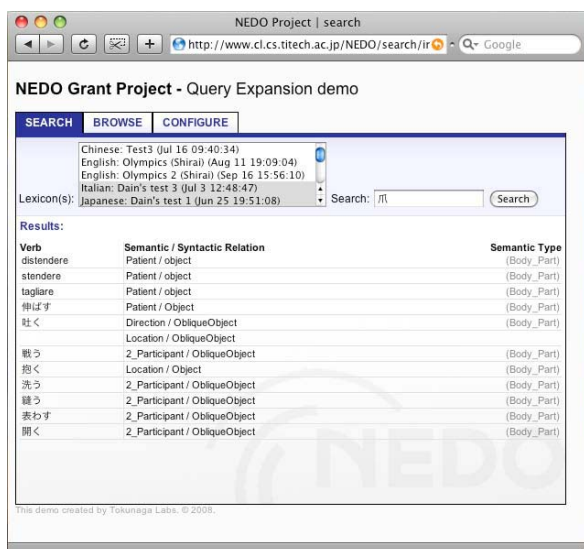 NEDO Project | search
http://www.cl.cs.titech.ac.jp/NEDO/search/ir
Google
NEDO Grant Project - Query Expansion demo
SEARCH BROWSE CONFIGURE
Chinese: Test3 (Jul 16 09:40:34)
English: Olympics (Shirai) (Aug 11 19:09:04)
English: Olympics 2 (Shirai) (Sep 16 15:56:10)
Italian: Dain's test 3 (Jul 3 12:48:47)
Lexicon(s): Japanese: Dain's test 1 (Jun 25 19:51:08) Search: 爪 Search
Results:
Verb Semantic / Syntactic Relation Semantic Type
distendere Patient / object (Body_Part)
stendere Patient / object (Body_Part)
tagliare Patient / object (Body_Part)
伸ばす Patient / Object (Body_Part)
吐く Direction / ObliqueObject (Body_Part)
Location / ObliqueObject
戦う 2_Participant / ObliqueObject (Body_Part)
抱く Location / Object (Body_Part)
洗う 2_Participant / ObliqueObject (Body_Part)
縫う 2_Participant / ObliqueObject (Body_Part)
表わす 2_Participant / ObliqueObject (Body_Part)
開く 2_Participant / ObliqueObject (Body_Part)
NEDO
This demo created by Tokunaga Labs. © 2008.